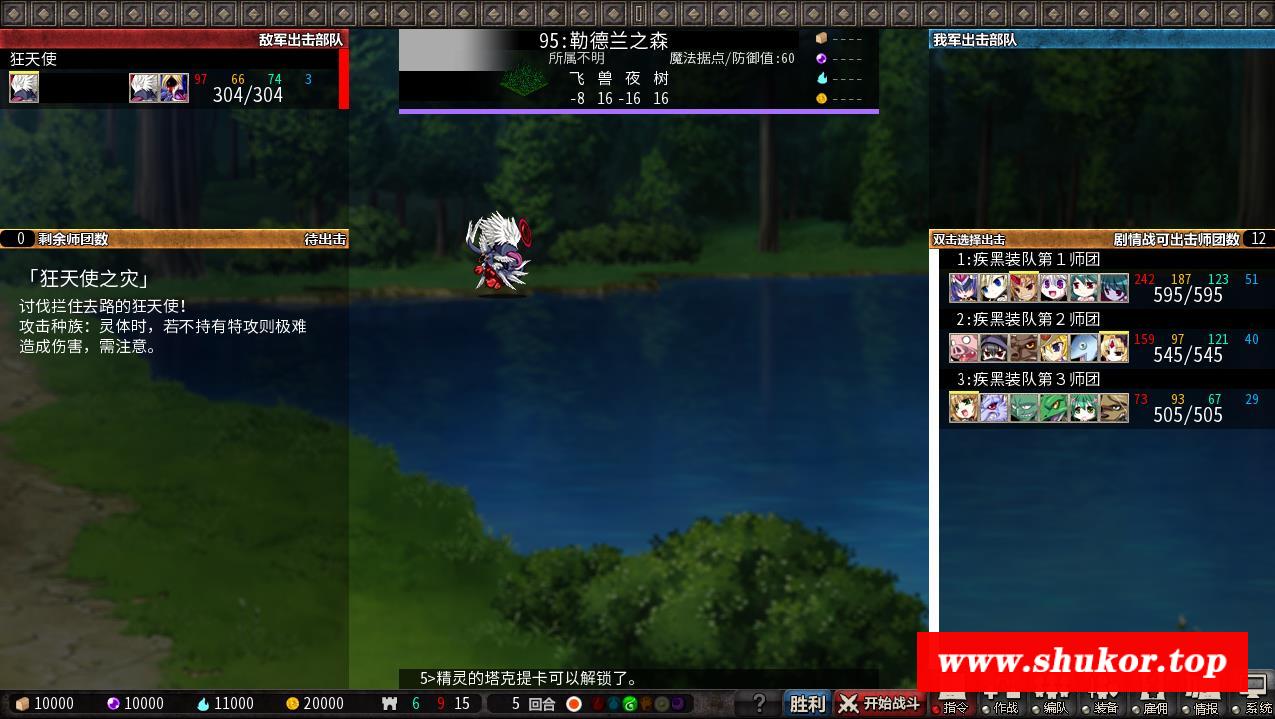 敌军出击部队
狂天使
97 66 74 3
304/304
95:勒德兰之森
所属不明 魔法据点/防御值:60
飞 兽 夜 树
-8 16 -16 16
----
----
----
----
我军出击部队
0 剩余师团数 待出击
「狂天使之灾」
讨伐拦住去路的狂天使!
攻击种族：灵体时，若不持有特攻则极难
造成伤害，需注意。
双击选择出击 剧情战可出击师团数 12
1:疾黑装队第１师团
242 187 123 51
595/595
2:疾黑装队第２师团
159 97 121 40
545/545
3:疾黑装队第３师团
73 93 67 29
505/505
5>精灵的塔克提卡可以解锁了。
www.shukor.top
10000 10000 11000 20000 6 9 15 5 回合 ? 胜利 开始战斗 指令 作战 编队 装备 雇佣 情报 系统